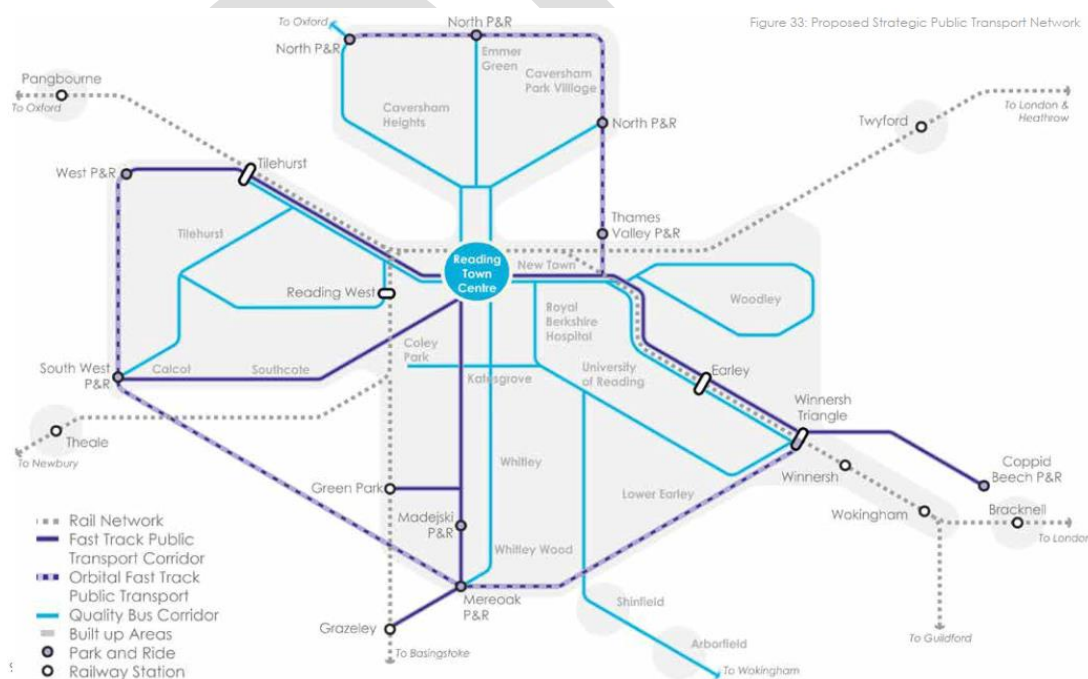 Figure 33: Proposed Strategic Public Transport Network
To Oxford
North P&R
North P&R
Emmer
Green
Caversham
Park Village
Pangbourne
To Oxford
Caversham
Heights
North P&R
Twyford
To London &
Heathrow
West P&R
Tilehurst
Tilehurst
Thames
Valley P&R
Reading
Town
Centre
New Town
Reading West
Woodley
Royal
Berkshire
Hospital
Coley
Park
South West
P&R
Calcot
Southcote
Katesgrove
University
of Reading
Earley
Winnersh
Triangle
Theale
To Newbury
Whitley
Coppid
Beech P&R
Green Park
Lower Earley
Winnersh
Madejski
P&R
Wokingham
Bracknell
To London
Whitley Wood
Mereoak
P&R
Shinfield
Grazeley
To Basingstoke
Arborfield
To Guildford
To Wokingham
Rail Network
Fast Track Public
Transport Corridor
Orbital Fast Track
Public Transport
Quality Bus Corridor
Built up Areas
Park and Ride
Railway Station